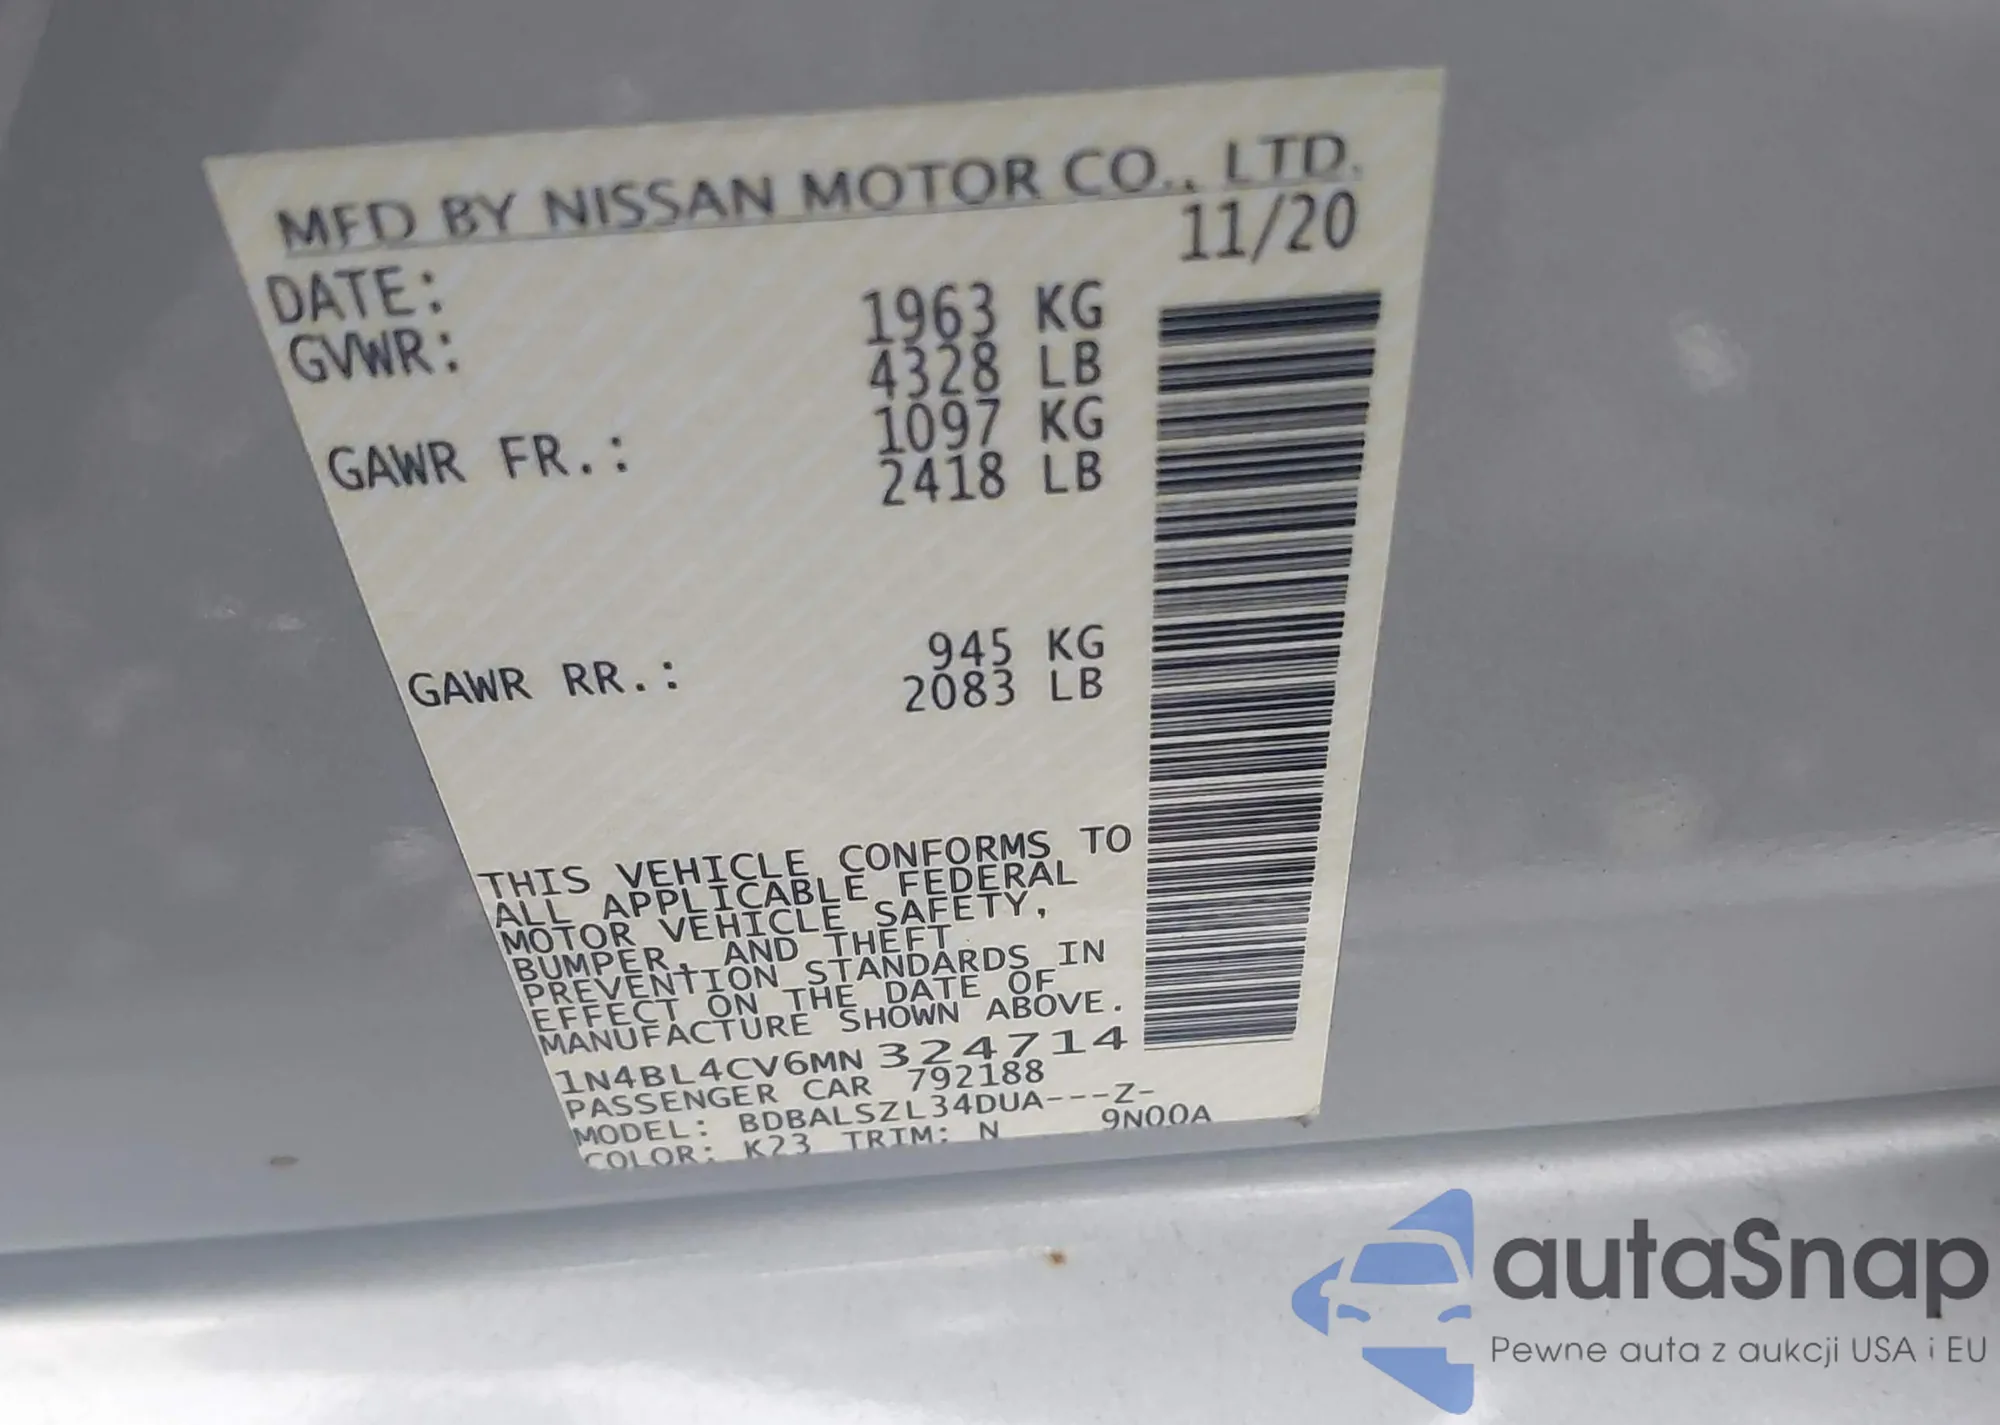 MFD BY NISSAN MOTOR CO., LTD.
DATE: 11/20
GVWR: 1963 KG
4328 LB
GAWR FR.: 1097 KG
2418 LB
GAWR RR.: 945 KG
2083 LB
THIS VEHICLE CONFORMS TO
ALL APPLICABLE FEDERAL
MOTOR VEHICLE SAFETY,
BUMPER, AND THEFT
PREVENTION STANDARDS IN
EFFECT ON THE DATE OF
MANUFACTURE SHOWN ABOVE.
1N4BL4CV6MN 324714
PASSENGER CAR 792188
MODEL: BDBALSZL34DUA---Z-
COLOR: K23 TRIM: N 9N00A
autaSnap
Pewne auta z aukcji USA i EU